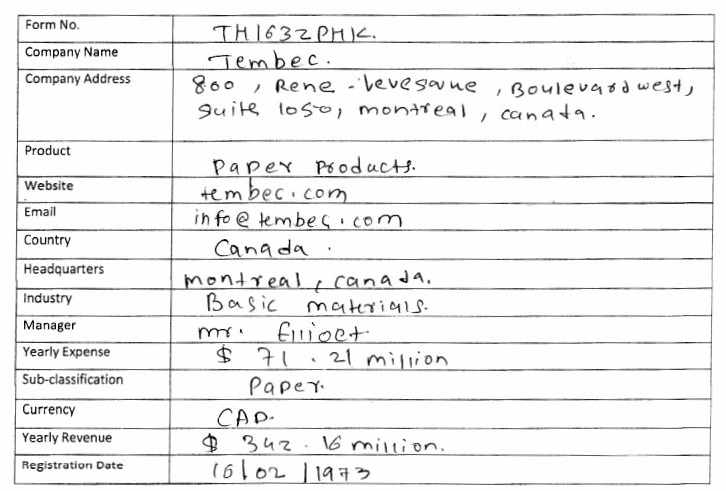 Form No. TH1632PHK.
Company Name Tembec.
Company Address 800, Rene-Levesque, Boulevard west,
suite 1050, montreal, canada.
Product Paper Products.
Website tembec.com
Email info@tembec.com
Country Canada.
Headquarters montreal, canada.
Industry Basic materials.
Manager mr. Elliott
Yearly Expense $ 71.21 million
Sub-classification Paper.
Currency CAD.
Yearly Revenue $ 342.16 million.
Registration Date 16/02/1973